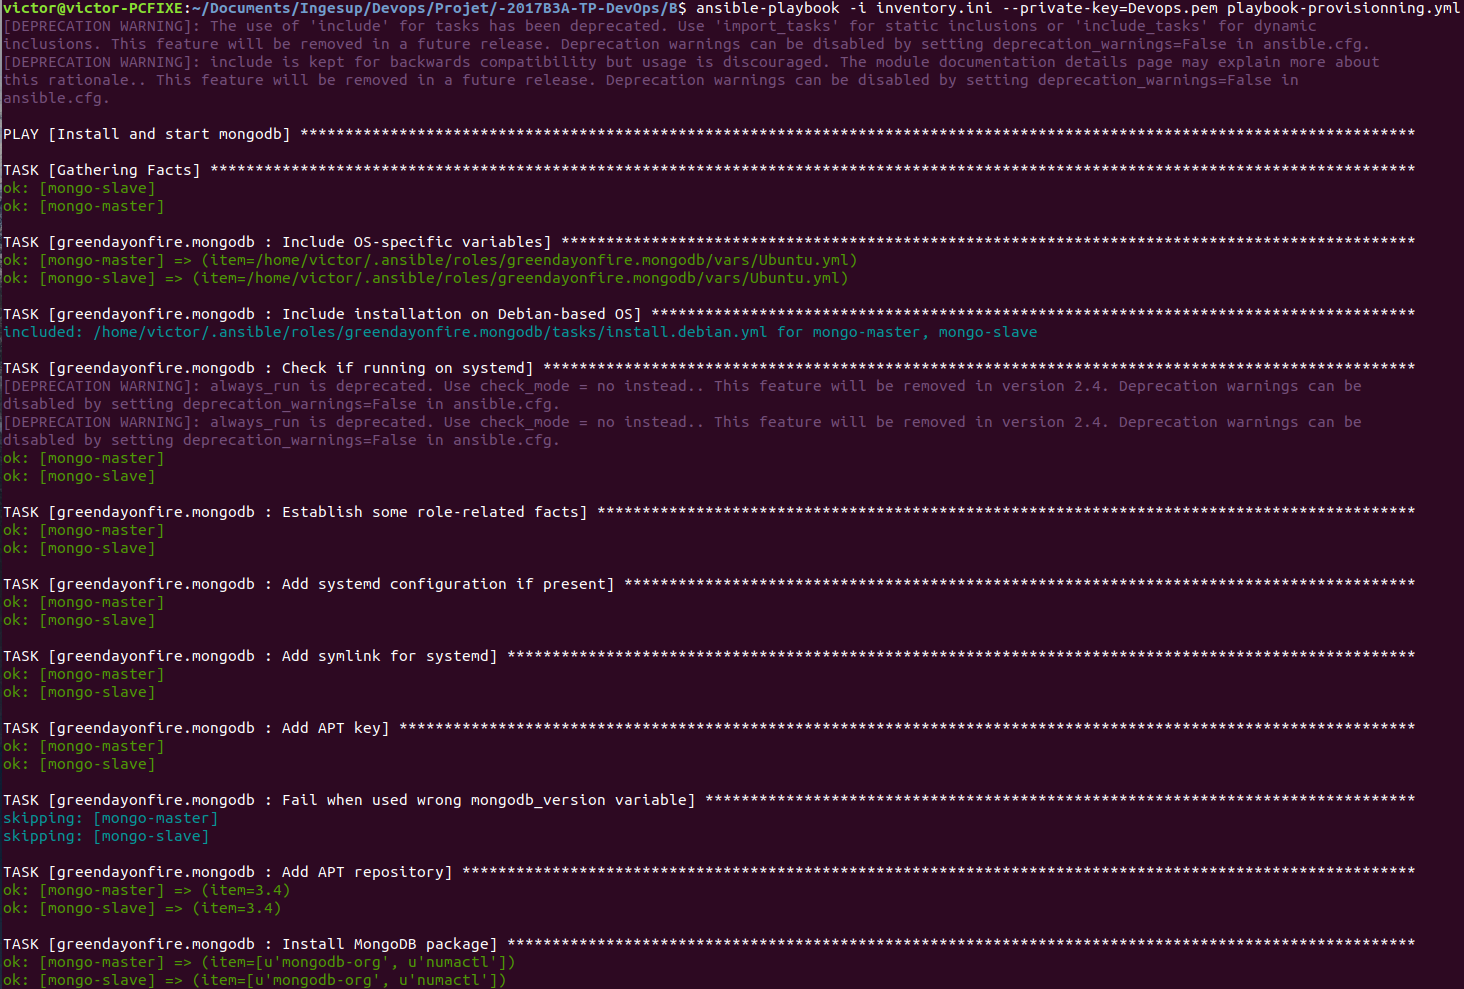 victor@victor-PCFIXE:~/Documents/Ingesup/Devops/Projet/-2017B3A-TP-DevOps/B$ ansible-playbook -i inventory.ini --private-key=Devops.pem playbook-provisionning.yml
[DEPRECATION WARNING]: The use of 'include' for tasks has been deprecated. Use 'import_tasks' for static inclusions or 'include_tasks' for dynamic
inclusions. This feature will be removed in a future release. Deprecation warnings can be disabled by setting deprecation_warnings=False in ansible.cfg.
[DEPRECATION WARNING]: include is kept for backwards compatibility but usage is discouraged. The module documentation details page may explain more about
this rationale.. This feature will be removed in a future release. Deprecation warnings can be disabled by setting deprecation_warnings=False in
ansible.cfg.
PLAY [Install and start mongodb] ****************************************************************************************************************************
TASK [Gathering Facts] **************************************************************************************************************************************
ok: [mongo-slave]
ok: [mongo-master]
TASK [greendayonfire.mongodb : Include OS-specific variables] ***********************************************************************************************
ok: [mongo-master] => (item=/home/victor/.ansible/roles/greendayonfire.mongodb/vars/Ubuntu.yml)
ok: [mongo-slave] => (item=/home/victor/.ansible/roles/greendayonfire.mongodb/vars/Ubuntu.yml)
TASK [greendayonfire.mongodb : Include installation on Debian-based OS] *************************************************************************************
included: /home/victor/.ansible/roles/greendayonfire.mongodb/tasks/install.debian.yml for mongo-master, mongo-slave
TASK [greendayonfire.mongodb : Check if running on systemd] *************************************************************************************************
[DEPRECATION WARNING]: always_run is deprecated. Use check_mode = no instead.. This feature will be removed in version 2.4. Deprecation warnings can be
disabled by setting deprecation_warnings=False in ansible.cfg.
[DEPRECATION WARNING]: always_run is deprecated. Use check_mode = no instead.. This feature will be removed in version 2.4. Deprecation warnings can be
disabled by setting deprecation_warnings=False in ansible.cfg.
ok: [mongo-master]
ok: [mongo-slave]
TASK [greendayonfire.mongodb : Establish some role-related facts] *******************************************************************************************
ok: [mongo-master]
ok: [mongo-slave]
TASK [greendayonfire.mongodb : Add systemd configuration if present] ****************************************************************************************
ok: [mongo-master]
ok: [mongo-slave]
TASK [greendayonfire.mongodb : Add symlink for systemd] *****************************************************************************************************
ok: [mongo-master]
ok: [mongo-slave]
TASK [greendayonfire.mongodb : Add APT key] *****************************************************************************************************************
ok: [mongo-master]
ok: [mongo-slave]
TASK [greendayonfire.mongodb : Fail when used wrong mongodb_version variable] *******************************************************************************
skipping: [mongo-master]
skipping: [mongo-slave]
TASK [greendayonfire.mongodb : Add APT repository] **********************************************************************************************************
ok: [mongo-master] => (item=3.4)
ok: [mongo-slave] => (item=3.4)
TASK [greendayonfire.mongodb : Install MongoDB package] *****************************************************************************************************
ok: [mongo-master] => (item=[u'mongodb-org', u'numactl'])
ok: [mongo-slave] => (item=[u'mongodb-org', u'numactl'])